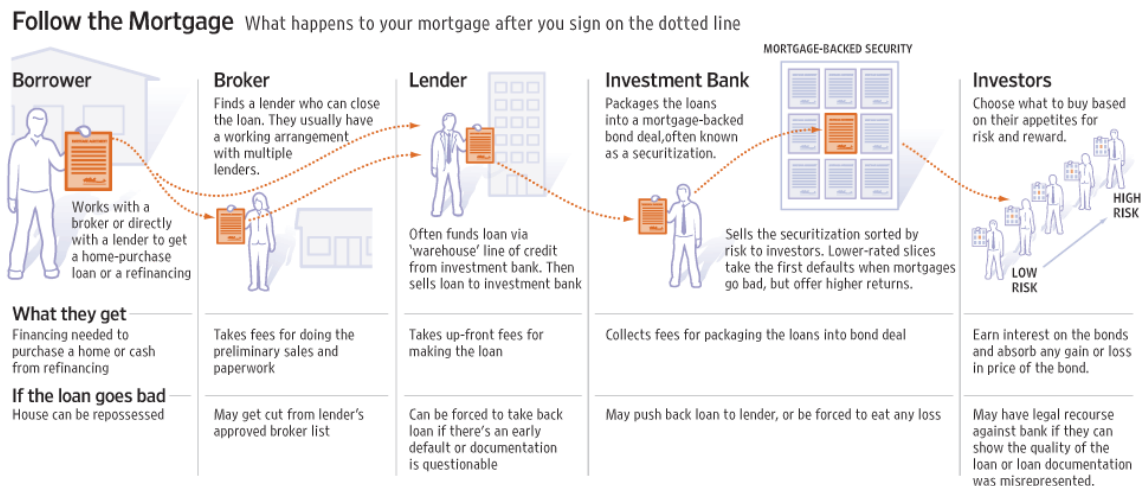 Follow the Mortgage What happens to your mortgage after you sign on the dotted line
Borrower
Works with a
broker or directly
with a lender to get
a home-purchase
loan or a refinancing
Broker
Finds a lender who can close
the loan. They usually have
a working arrangement
with multiple
lenders.
Lender
Often funds loan via
'warehouse' line of credit
from investment bank. Then
sells loan to investment bank
Investment Bank
Packages the loans
into a mortgage-backed
bond deal,often known
as a securitization.
MORTGAGE-BACKED SECURITY
Sells the securitization sorted by
risk to investors. Lower-rated slices
take the first defaults when mortgages
go bad, but offer higher returns.
Investors
Choose what to buy based
on their appetites for
risk and reward.
HIGH
RISK
LOW
RISK
What they get
Financing needed to
purchase a home or cash
from refinancing
Takes fees for doing the
preliminary sales and
paperwork
Takes up-front fees for
making the loan
Collects fees for packaging the loans into bond deal
Earn interest on the bonds
and absorb any gain or loss
in price of the bond.
If the loan goes bad
House can be repossessed
May get cut from lender's
approved broker list
Can be forced to take back
loan if there's an early
default or documentation
is questionable
May push back loan to lender, or be forced to eat any loss
May have legal recourse
against bank if they can
show the quality of the
loan or loan documentation
was misrepresented.